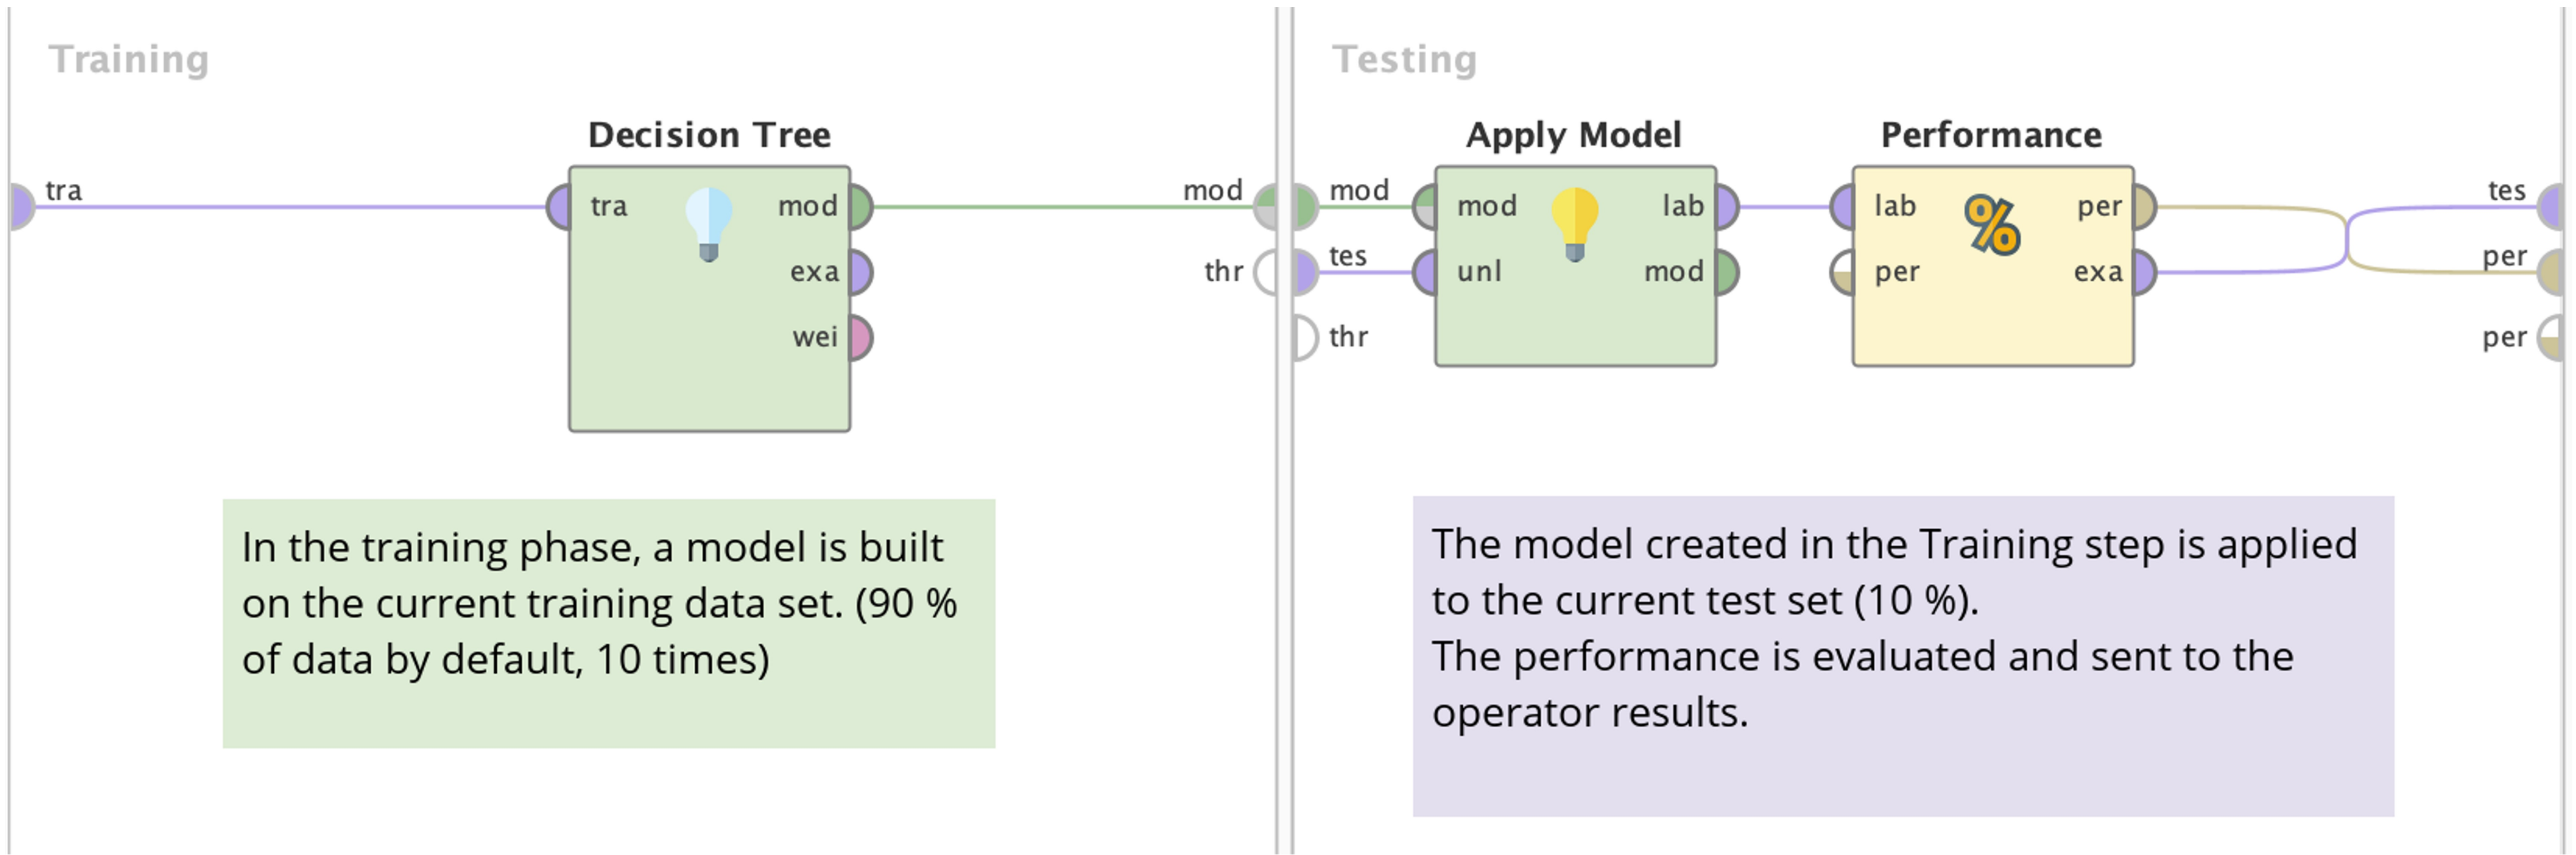 Training
Testing
Decision Tree
Apply Model
Performance
tra
tra
mod
exa
wei
mod
thr
mod
tes
thr
mod
unl
lab
mod
lab
per
per
exa
tes
per
per
In the training phase, a model is built
on the current training data set. (90 %
of data by default, 10 times)
The model created in the Training step is applied
to the current test set (10 %).
The performance is evaluated and sent to the
operator results.